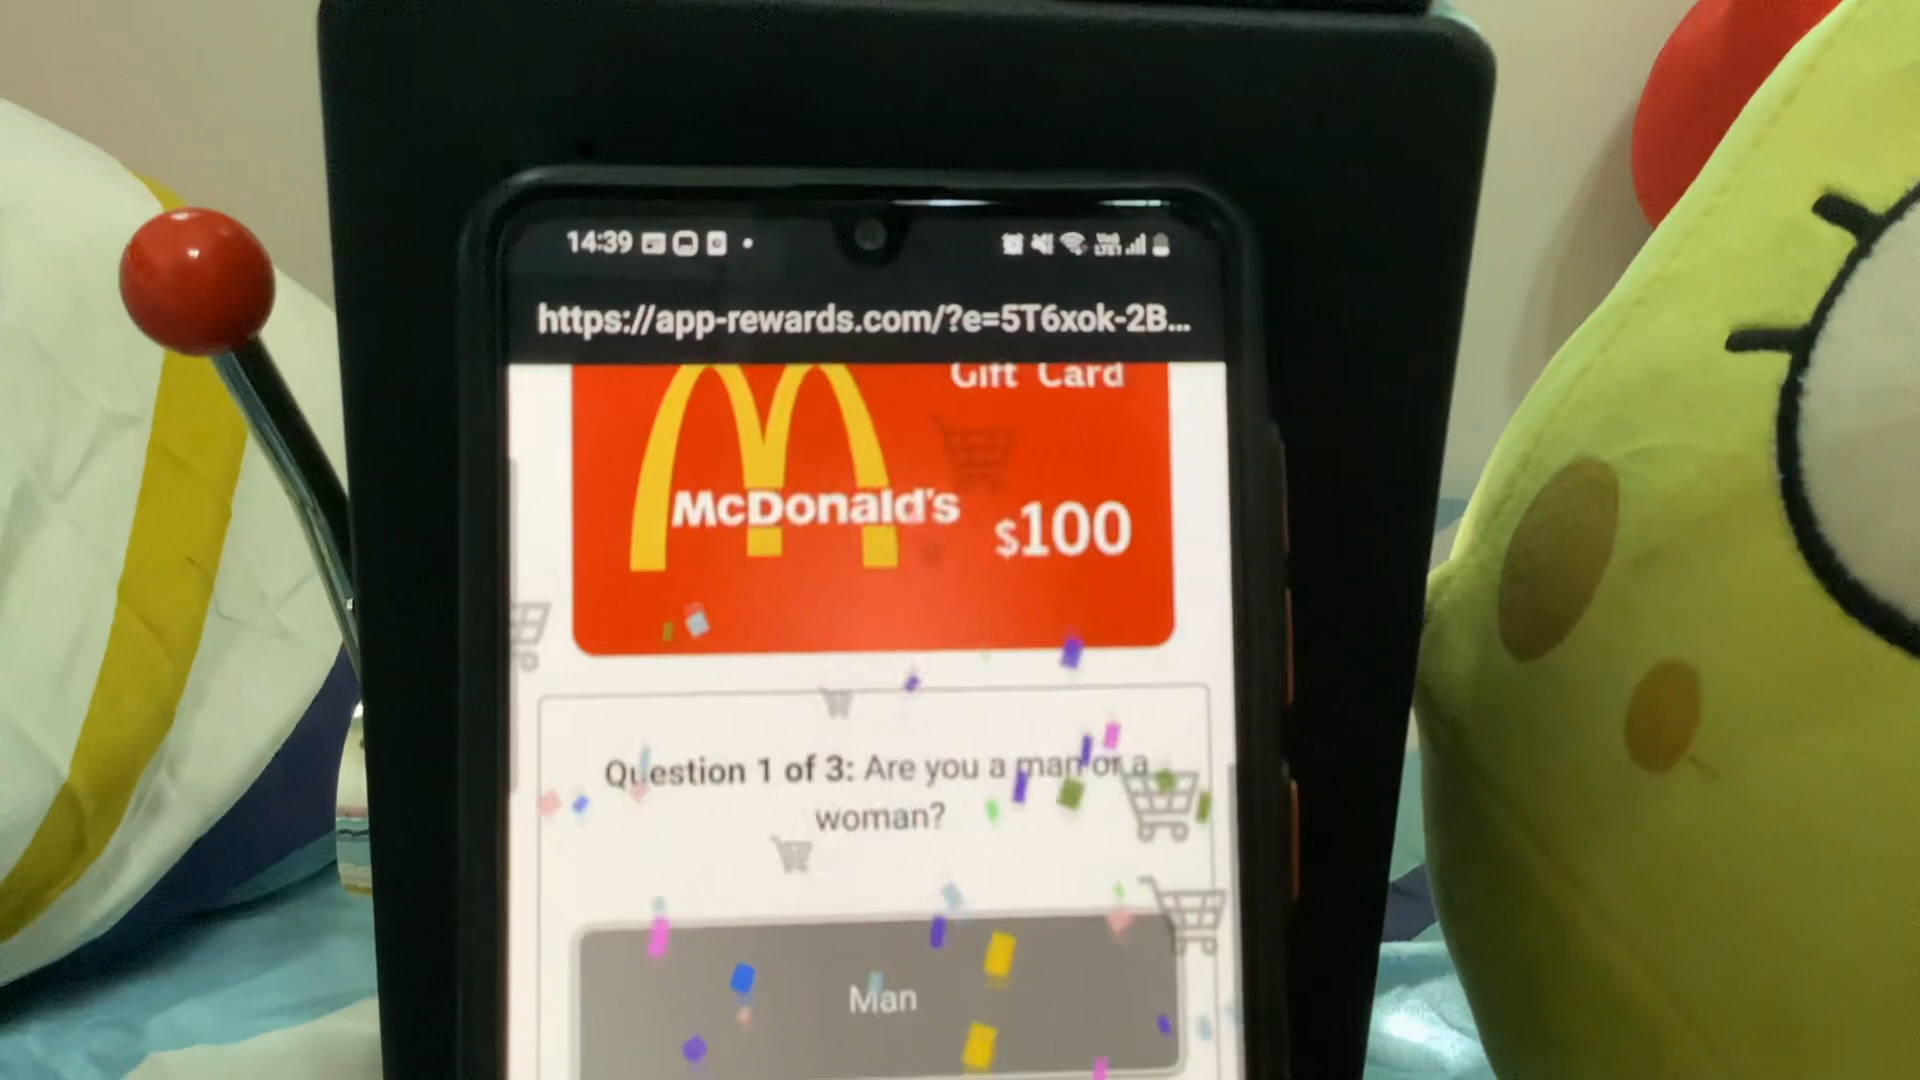 14:39
https://app-rewards.com/?e=5T6xok-2B...
Gift Card
McDonald's
$100
Question 1 of 3: Are you a man or a
woman?
Man